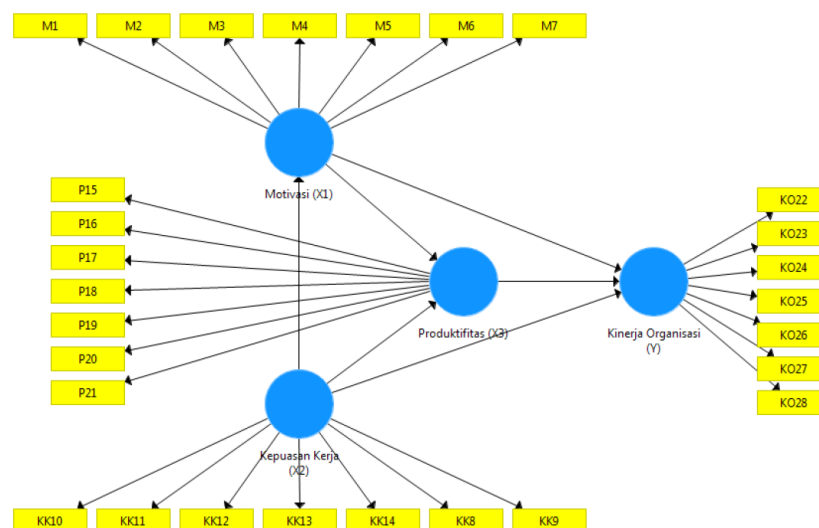 M1
M2
M3
M4
M5
M6
M7
Motivasi (X1)
P15
P16
P17
P18
P19
P20
P21
Produktifitas (X3)
Kinerja Organisasi
(Y)
KO22
KO23
KO24
KO25
KO26
KO27
KO28
Kepuasan Kerja
(X2)
KK10
KK11
KK12
KK13
KK14
KK8
KK9